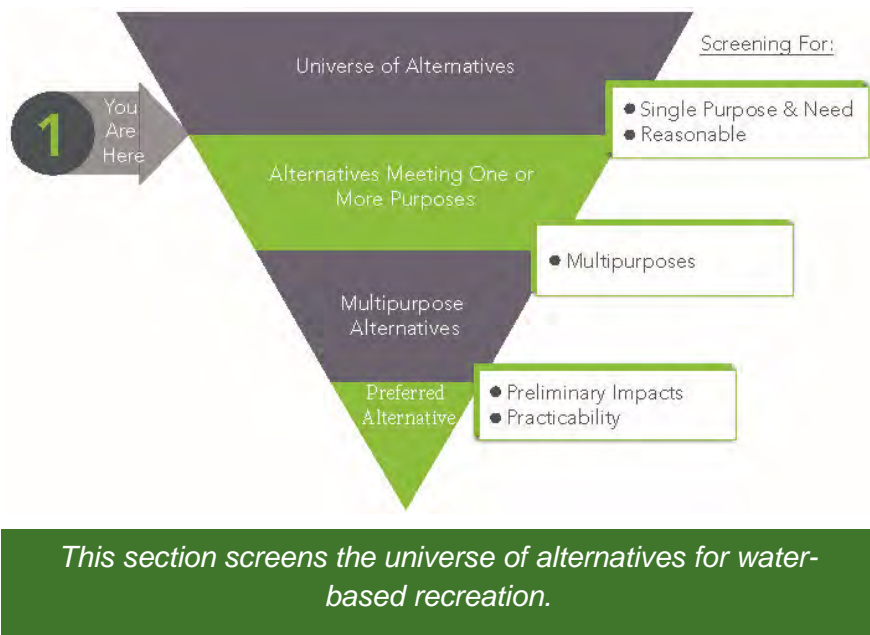 Universe of Alternatives
Screening For:
1
You
Are
Here
● Single Purpose & Need
● Reasonable
Alternatives Meeting One or
More Purposes
● Multipurposes
Multipurpose
Alternatives
Preferred
Alternative
● Preliminary Impacts
● Practicability
This section screens the universe of alternatives for water-
based recreation.